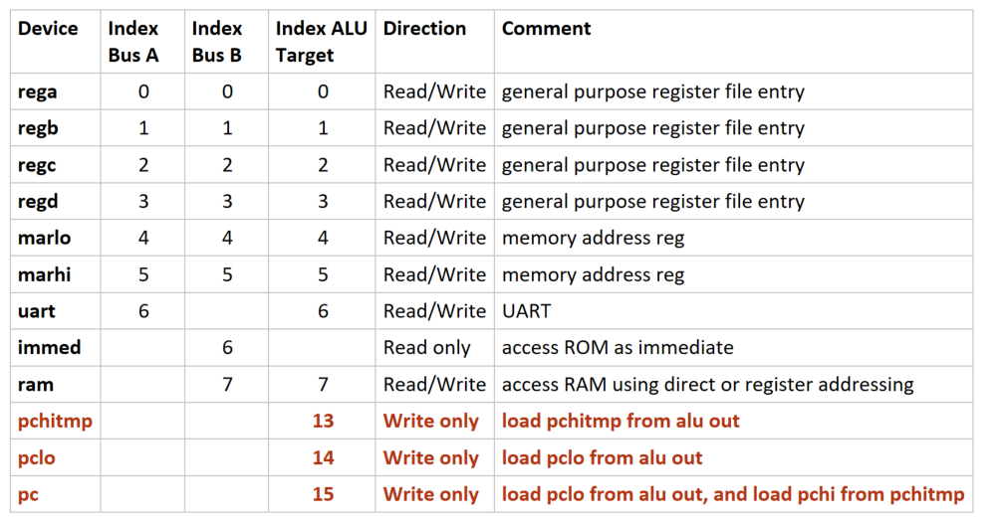 Device Index Bus A Index Bus B Index ALU Target Direction Comment
rega 0 0 0 Read/Write general purpose register file entry
regb 1 1 1 Read/Write general purpose register file entry
regc 2 2 2 Read/Write general purpose register file entry
regd 3 3 3 Read/Write general purpose register file entry
marlo 4 4 4 Read/Write memory address reg
marhi 5 5 5 Read/Write memory address reg
uart 6 6 Read/Write UART
immed 6 Read only access ROM as immediate
ram 7 7 Read/Write access RAM using direct or register addressing
pchitmp 13 Write only load pchitmp from alu out
pclo 14 Write only load pclo from alu out
pc 15 Write only load pclo from alu out, and load pchi from pchitmp